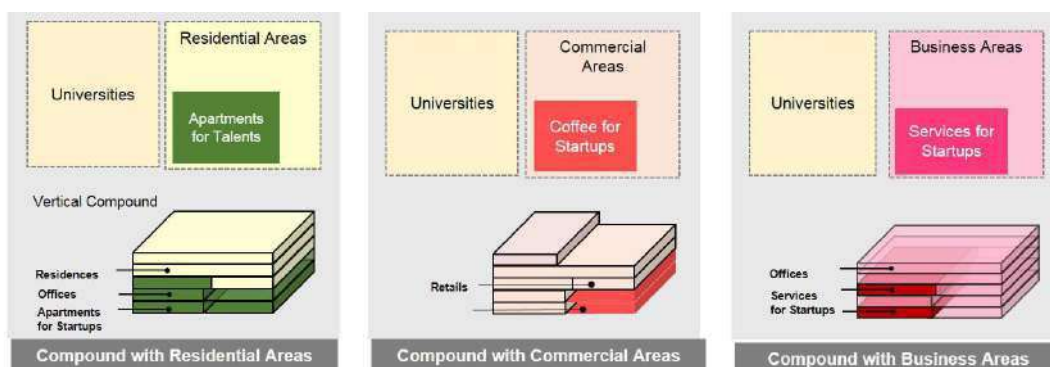 Universities
Residential Areas
Apartments
for Talents
Vertical Compound
Residences
Offices
Apartments
for Startups
Compound with Residential Areas
Universities
Commercial
Areas
Coffee for
Startups
Retails
Compound with Commercial Areas
Universities
Business Areas
Services for
Startups
Offices
Services
for Startups
Compound with Business Areas